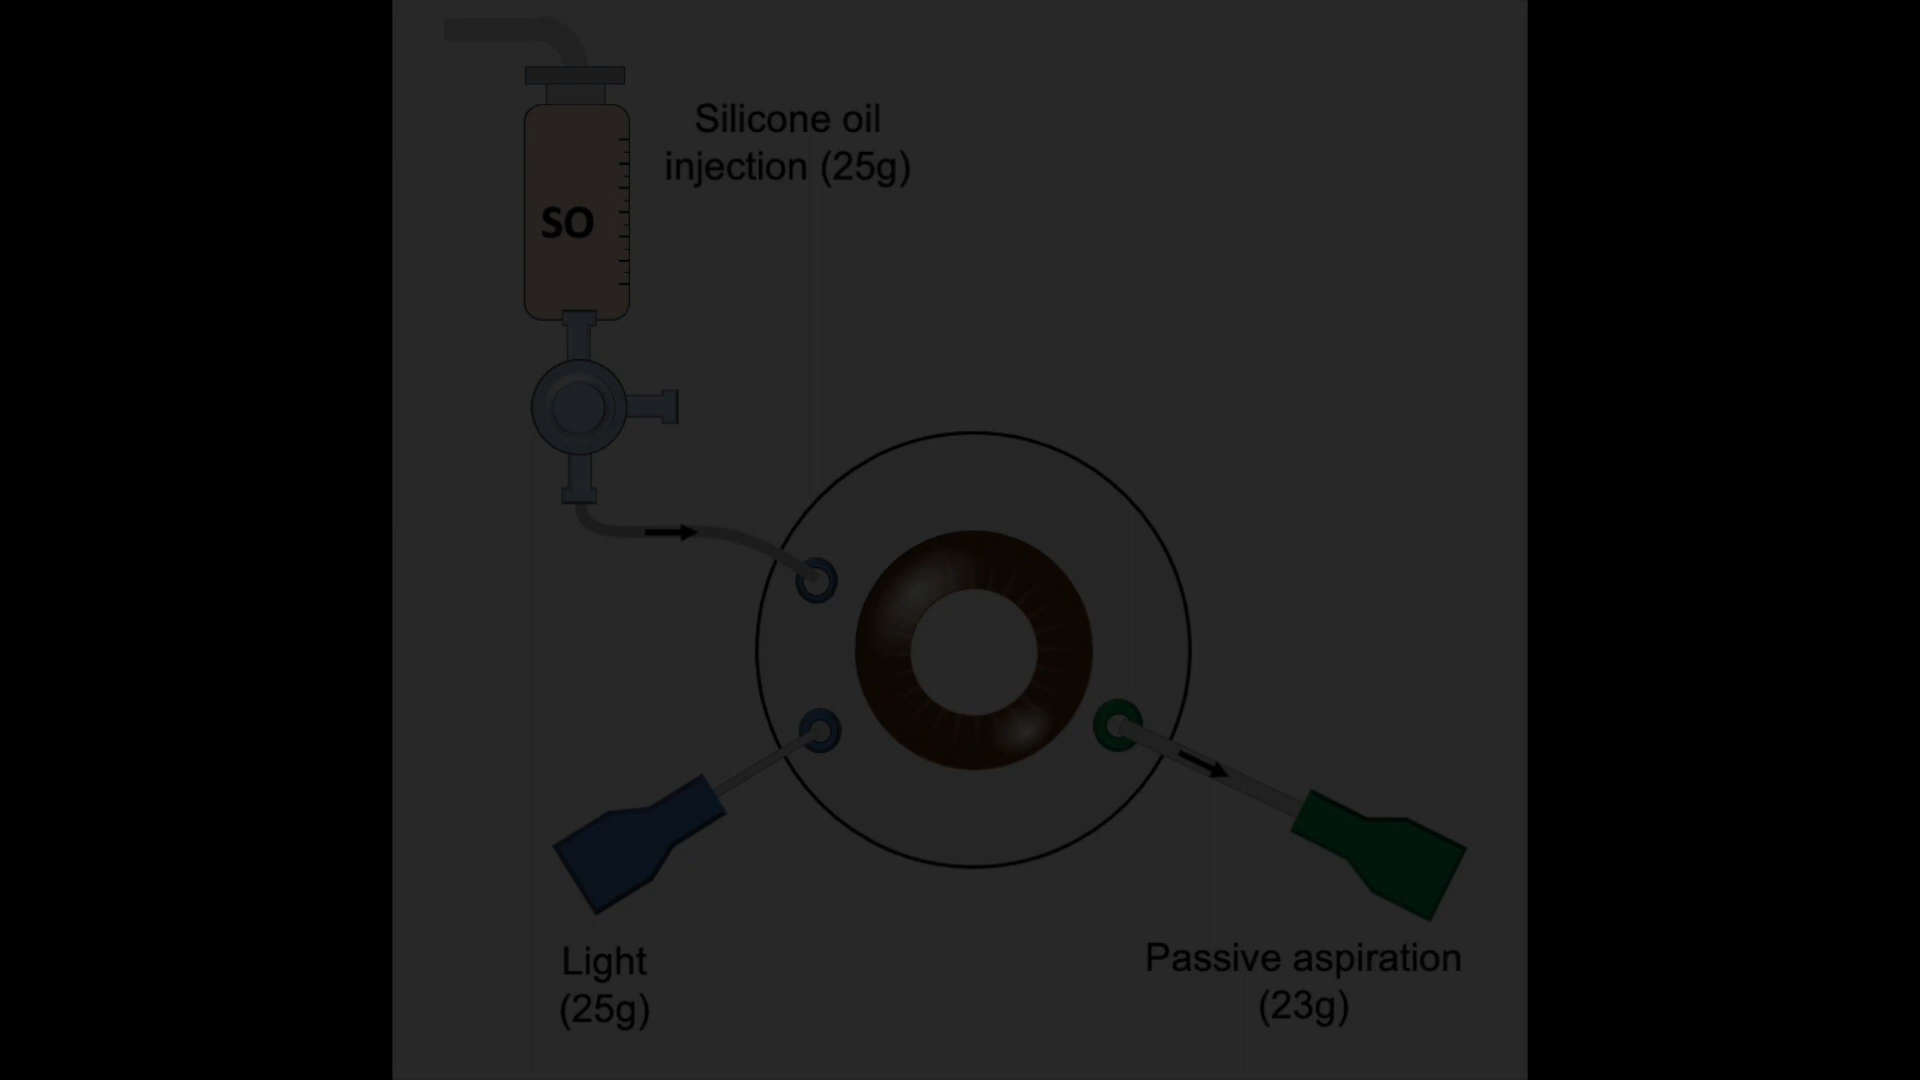 Silicone oil
injection (25g)
SO
Light
(25g)
Passive aspiration
(23g)